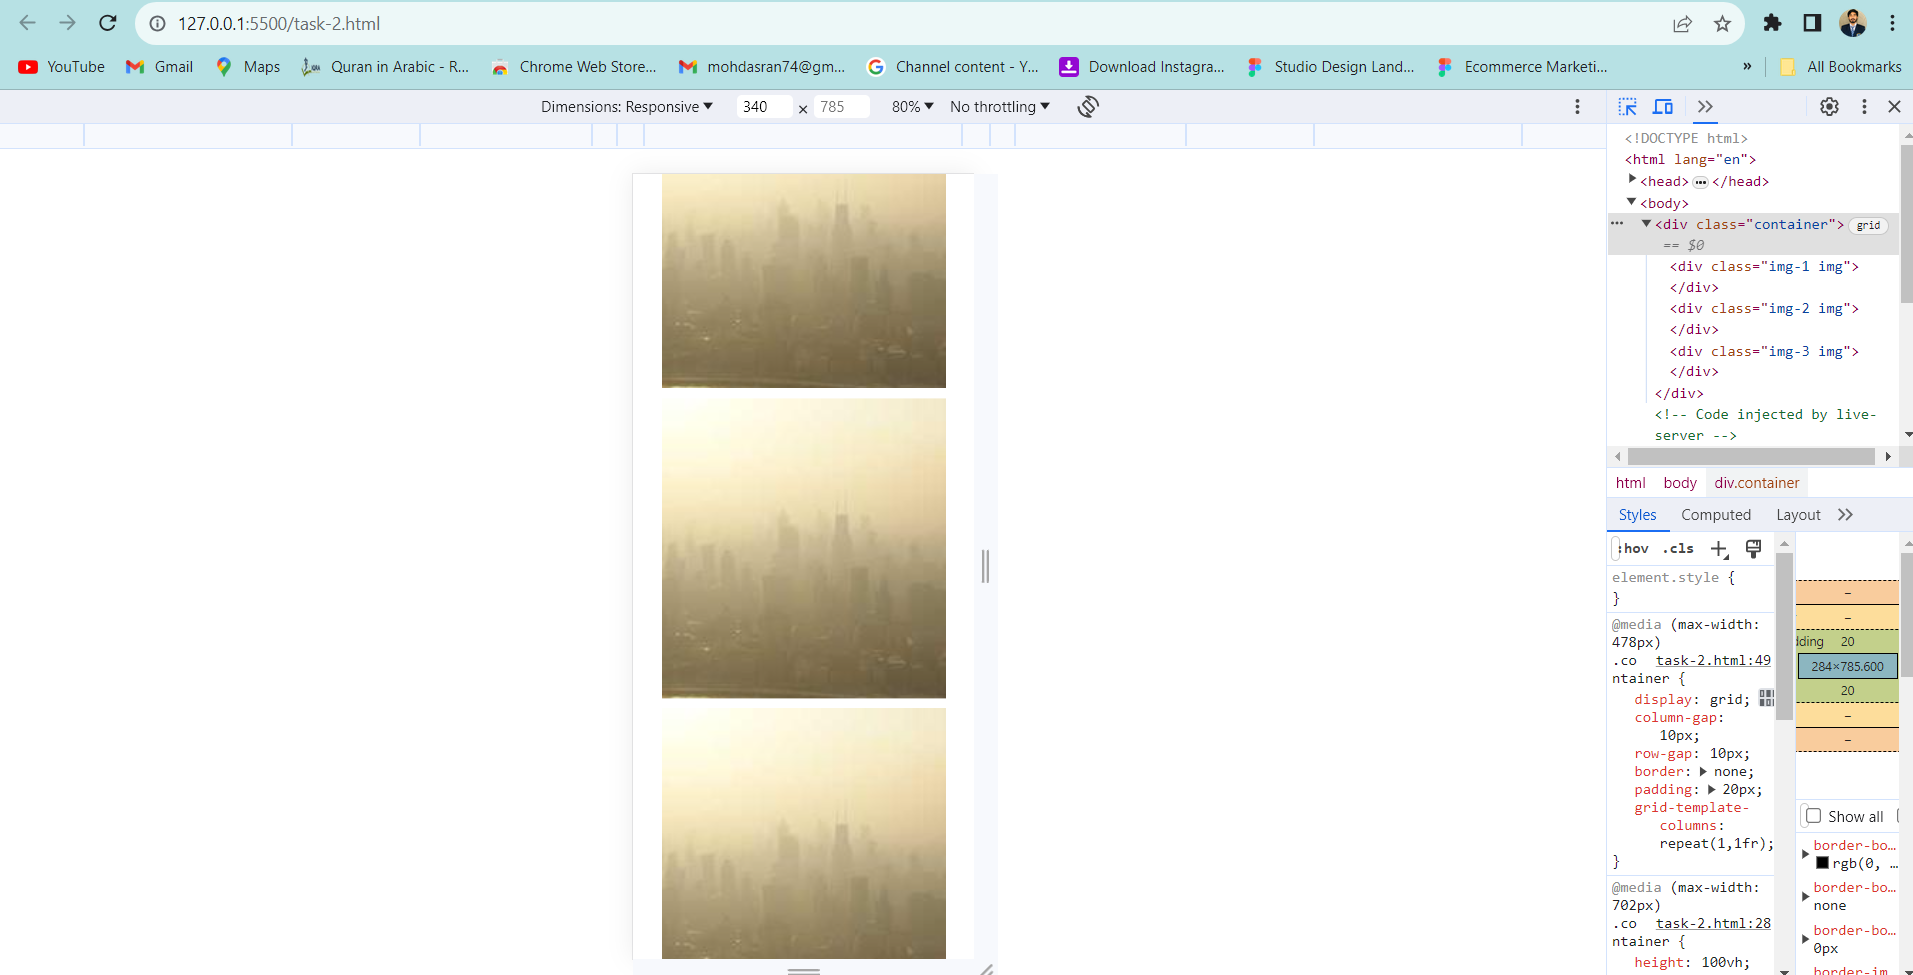 127.0.0.1:5500/task-2.html
YouTube Gmail Maps Quran in Arabic - R... Chrome Web Store... mohdasran74@gm... Channel content - Y... Download Instagra... Studio Design Land... Ecommerce Marketi... » All Bookmarks
Dimensions: Responsive 340 x 785 80% No throttling
<!DOCTYPE html>
<html lang="en">
<head> ••• </head>
<body>
••• <div class="container"> grid
== $0
<div class="img-1 img">
</div>
<div class="img-2 img">
</div>
<div class="img-3 img">
</div>
</div>
<!-- Code injected by live-
server -->
html body div.container
Styles Computed Layout
:hov .cls
element.style {
}
@media (max-width:
478px)
.co task-2.html:49
ntainer {
display: grid;
column-gap:
10px;
row-gap: 10px;
border: none;
padding: 20px;
grid-template-
columns:
repeat(1,1fr);
}
@media (max-width:
702px)
.co task-2.html:28
ntainer {
height: 100vh;
–
–
dding 20
284×785.600
20
–
–
Show all
border-bo...
rgb(0, …
border-bo...
none
border-bo...
0px
border-im…